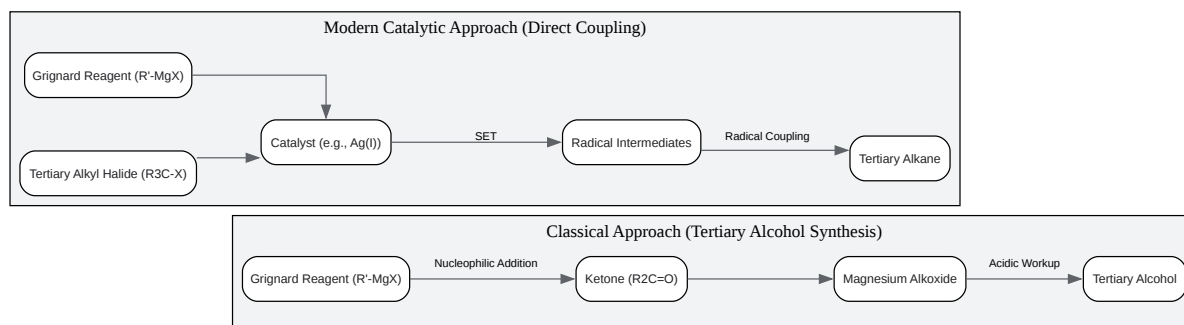 Modern Catalytic Approach (Direct Coupling)
Grignard Reagent (R'-MgX)
Catalyst (e.g., Ag(I))
SET
Radical Intermediates
Radical Coupling
Tertiary Alkane
Tertiary Alkyl Halide (R3C-X)
Classical Approach (Tertiary Alcohol Synthesis)
Grignard Reagent (R'-MgX)
Nucleophilic Addition
Ketone (R2C=O)
Magnesium Alkoxide
Acidic Workup
Tertiary Alcohol